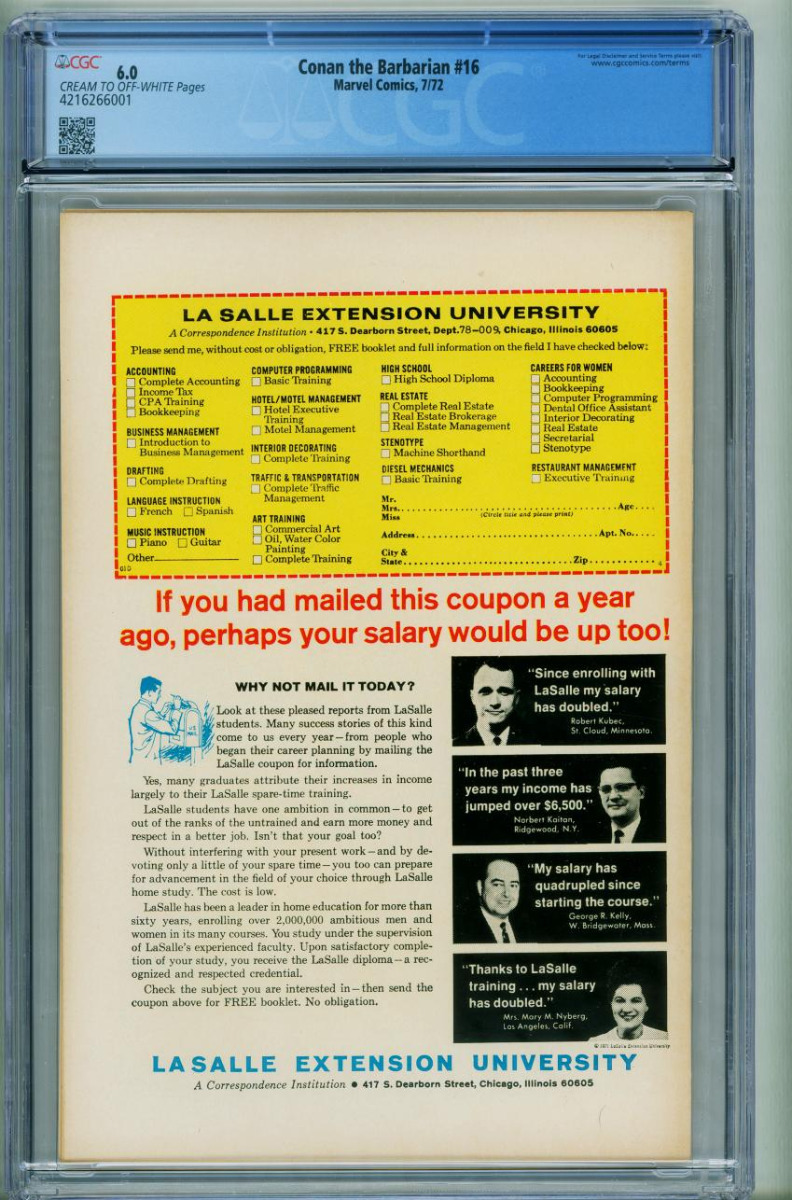 CGC
6.0
CREAM TO OFF-WHITE Pages
4216266001
Conan the Barbarian #16
Marvel Comics, 7/72
For Legal Disclaimer and Service Terms please visit:
www.cgccomics.com/terms
CGC
LA SALLE EXTENSION UNIVERSITY
A Correspondence Institution • 417 S. Dearborn Street, Dept. 78-009, Chicago, Illinois 60605
Please send me, without cost or obligation, FREE booklet and full information on the field I have checked below:
ACCOUNTING
Complete Accounting
Income Tax
CPA Training
Bookkeeping
BUSINESS MANAGEMENT
Introduction to
Business Management
DRAFTING
Complete Drafting
LANGUAGE INSTRUCTION
French Spanish
MUSIC INSTRUCTION
Piano Guitar
Other
010
COMPUTER PROGRAMMING
Basic Training
HOTEL/MOTEL MANAGEMENT
Hotel Executive
Training
Motel Management
INTERIOR DECORATING
Complete Training
TRAFFIC & TRANSPORTATION
Complete Traffic
Management
ART TRAINING
Commercial Art
Oil, Water Color
Painting
Complete Training
HIGH SCHOOL
High School Diploma
REAL ESTATE
Complete Real Estate
Real Estate Brokerage
Real Estate Management
STENOTYPE
Machine Shorthand
DIESEL MECHANICS
Basic Training
CAREERS FOR WOMEN
Accounting
Bookkeeping
Computer Programming
Dental Office Assistant
Interior Decorating
Real Estate
Secretarial
Stenotype
RESTAURANT MANAGEMENT
Executive Training
Mr.
Mrs. Age
Miss (Circle title and please print)
Address Apt. No.
City &
State Zip
If you had mailed this coupon a year
ago, perhaps your salary would be up too!
WHY NOT MAIL IT TODAY?
Look at these pleased reports from LaSalle
students. Many success stories of this kind
come to us every year—from people who
began their career planning by mailing the
LaSalle coupon for information.
Yes, many graduates attribute their increases in income
largely to their LaSalle spare-time training.
LaSalle students have one ambition in common—to get
out of the ranks of the untrained and earn more money and
respect in a better job. Isn't that your goal too?
Without interfering with your present work—and by de-
voting only a little of your spare time—you too can prepare
for advancement in the field of your choice through LaSalle
home study. The cost is low.
LaSalle has been a leader in home education for more than
sixty years, enrolling over 2,000,000 ambitious men and
women in its many courses. You study under the supervision
of LaSalle's experienced faculty. Upon satisfactory comple-
tion of your study, you receive the LaSalle diploma—a rec-
ognized and respected credential.
Check the subject you are interested in—then send the
coupon above for FREE booklet. No obligation.
"Since enrolling with
LaSalle my salary
has doubled."
Robert Kubec,
St. Cloud, Minnesota.
"In the past three
years my income has
jumped over $6,500."
Norbert Kaitan,
Ridgewood, N.Y.
"My salary has
quadrupled since
starting the course."
George R. Kelly,
W. Bridgewater, Mass.
"Thanks to LaSalle
training . . . my salary
has doubled."
Mrs. Mary M. Nyberg,
Los Angeles, Calif.
© 1971 LaSalle Extension University
LASALLE EXTENSION UNIVERSITY
A Correspondence Institution • 417 S. Dearborn Street, Chicago, Illinois 60605